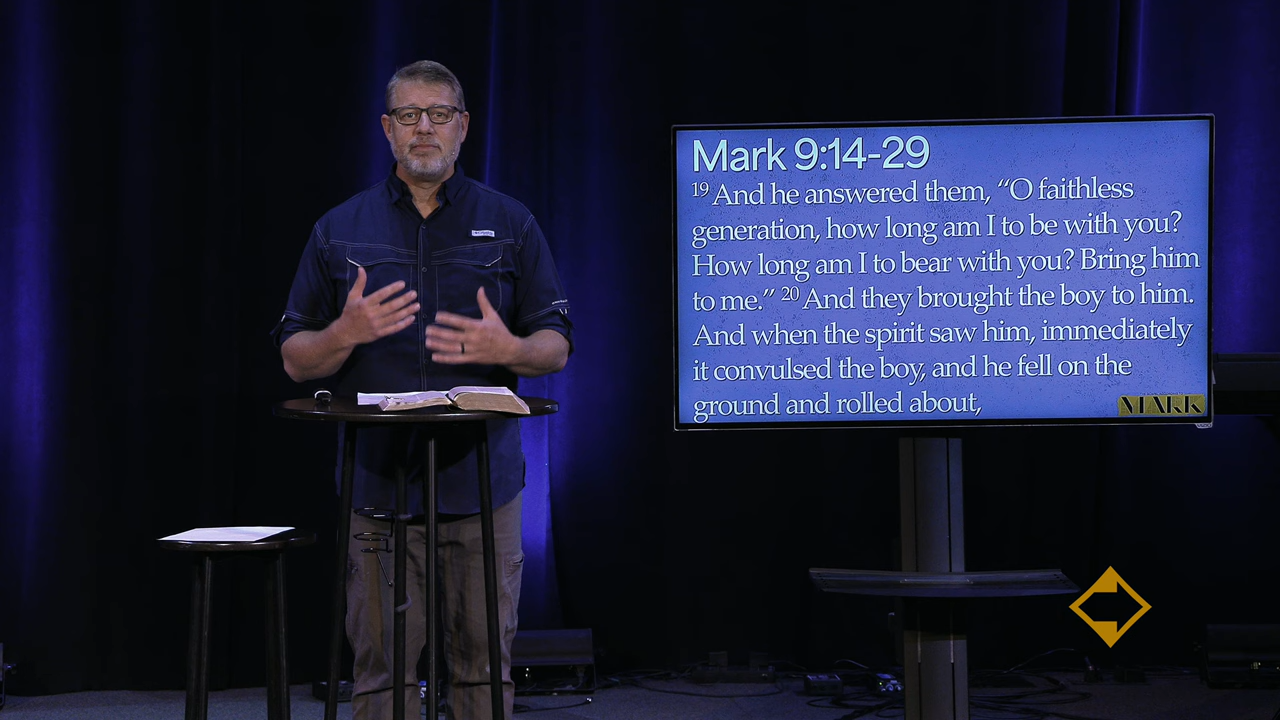 Mark 9:14-29
19 And he answered them, “O faithless
generation, how long am I to be with you?
How long am I to bear with you? Bring him
to me.” 20 And they brought the boy to him.
And when the spirit saw him, immediately
it convulsed the boy, and he fell on the
ground and rolled about,
MARK